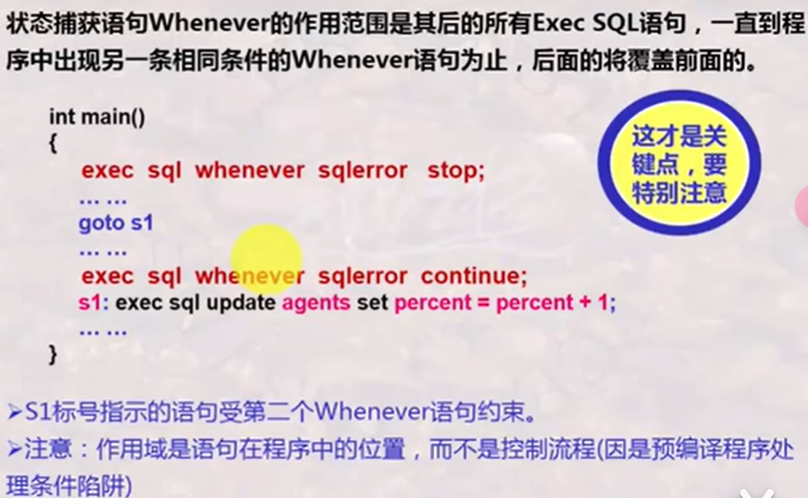 状态捕获语句Whenever的作用范围是其后的所有Exec SQL语句，一直到程
序中出现另一条相同条件的Whenever语句为止，后面的将覆盖前面的。
int main()
{
exec sql whenever sqlerror stop;
... ...
goto s1
... ...
exec sql whenever sqlerror continue;
s1: exec sql update agents set percent = percent + 1;
... ...
}
这才是关
键点，要
特别注意
➢S1标号指示的语句受第二个Whenever语句约束。
➢注意：作用域是语句在程序中的位置，而不是控制流程(因是预编译程序处
理条件陷阱)